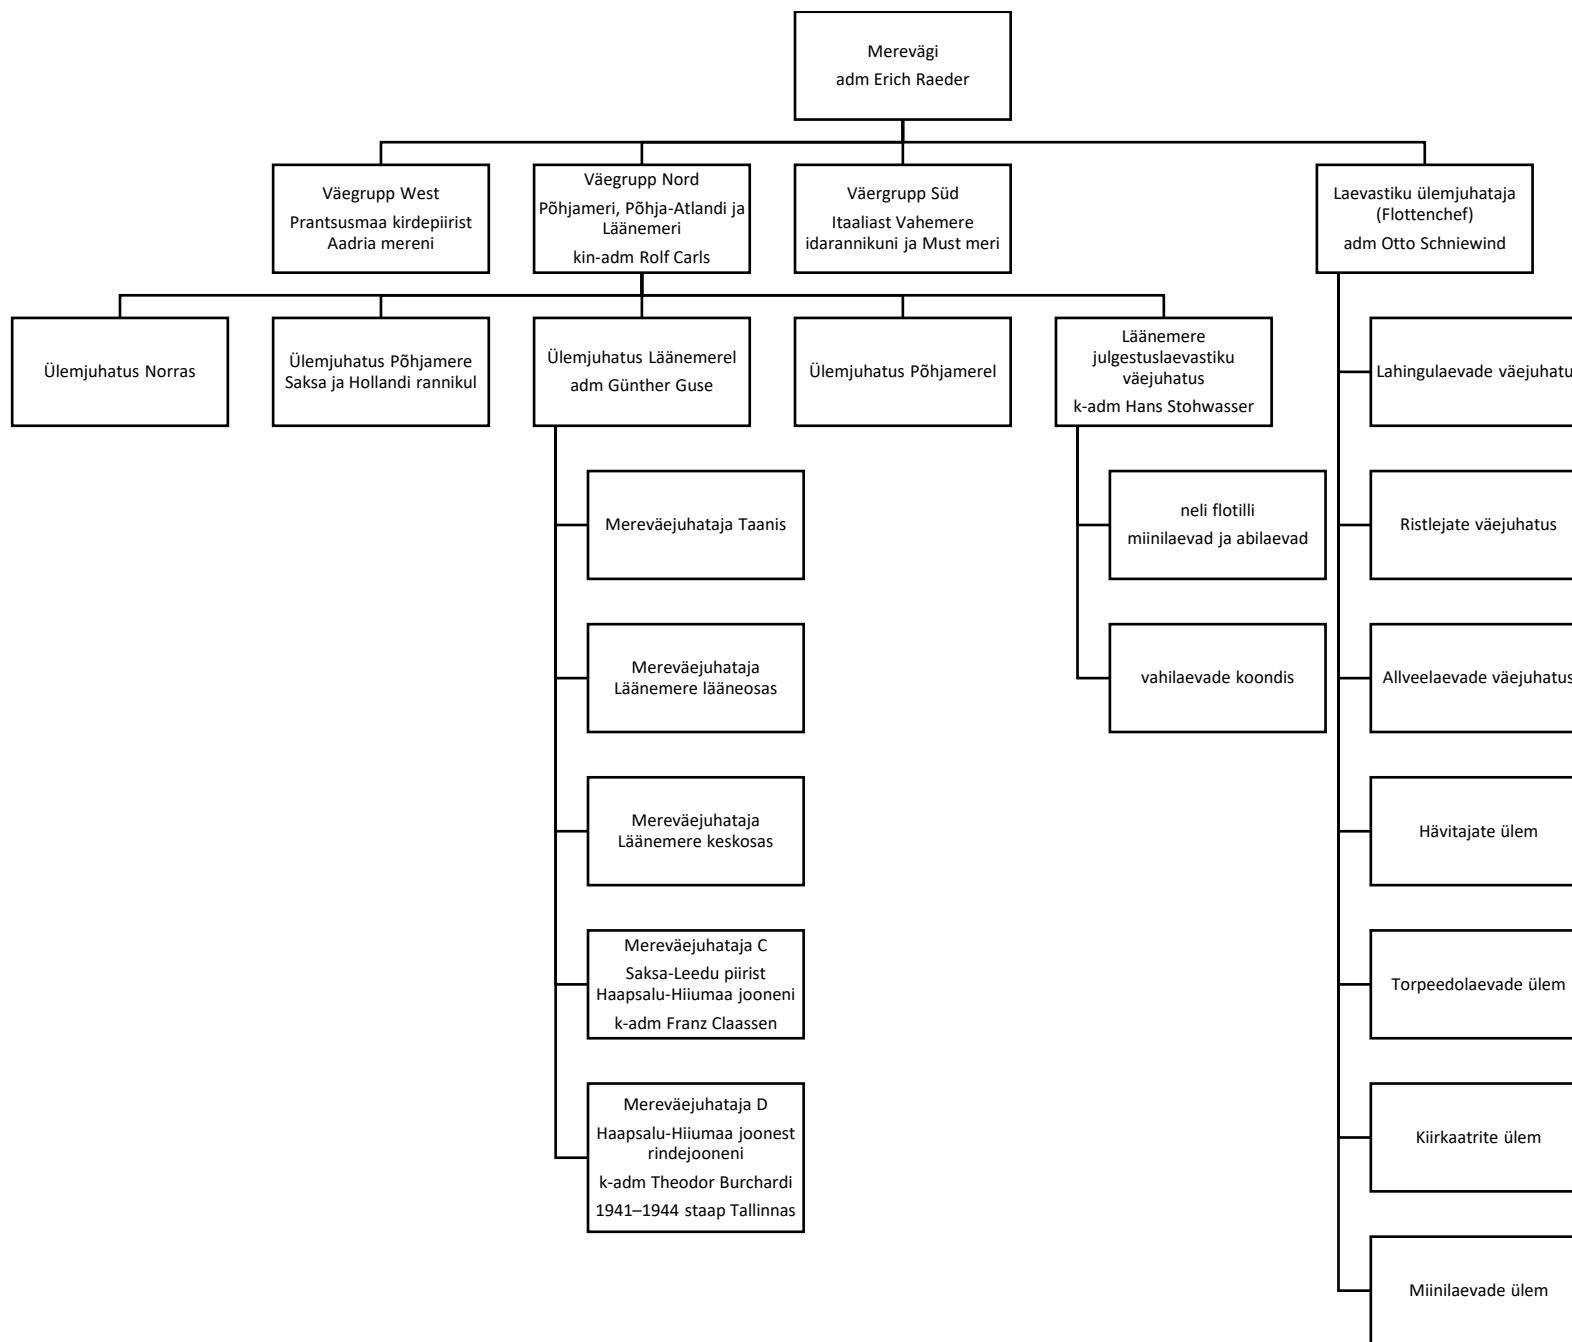 Merevägi
adm Erich Raeder
Väegrupp West
Prantsusmaa kirdepiirist
Aadria mereni
Väegrupp Nord
Põhjameri, Põhja-Atlandi ja
Läänemeri
kin-adm Rolf Carls
Väergrupp Süd
Itaaliast Vahemere
idarannikuni ja Must meri
Laevastiku ülemjuhataja
(Flottenchef)
adm Otto Schniewind
Ülemjuhatus Norras
Ülemjuhatus Põhjamere
Saksa ja Hollandi rannikul
Ülemjuhatus Läänemerel
adm Günther Guse
Ülemjuhatus Põhjamerel
Läänemere
julgestuslaevastiku
väejuhatus
k-adm Hans Stohwasser
Mereväejuhataja Taanis
Mereväejuhataja
Läänemere lääneosas
Mereväejuhataja
Läänemere keskosas
Mereväejuhataja C
Saksa-Leedu piirist
Haapsalu-Hiiumaa jooneni
k-adm Franz Claassen
Mereväejuhataja D
Haapsalu-Hiiumaa joonest
rindejooneni
k-adm Theodor Burchardi
1941–1944 staap Tallinnas
neli flotilli
miinilaevad ja abilaevad
vahilaevade koondis
Lahingulaevade väejuhatu
Ristlejate väejuhatus
Allveelaevade väejuhatus
Hävitajate ülem
Torpeedolaevade ülem
Kiirkaatrite ülem
Miinilaevade ülem